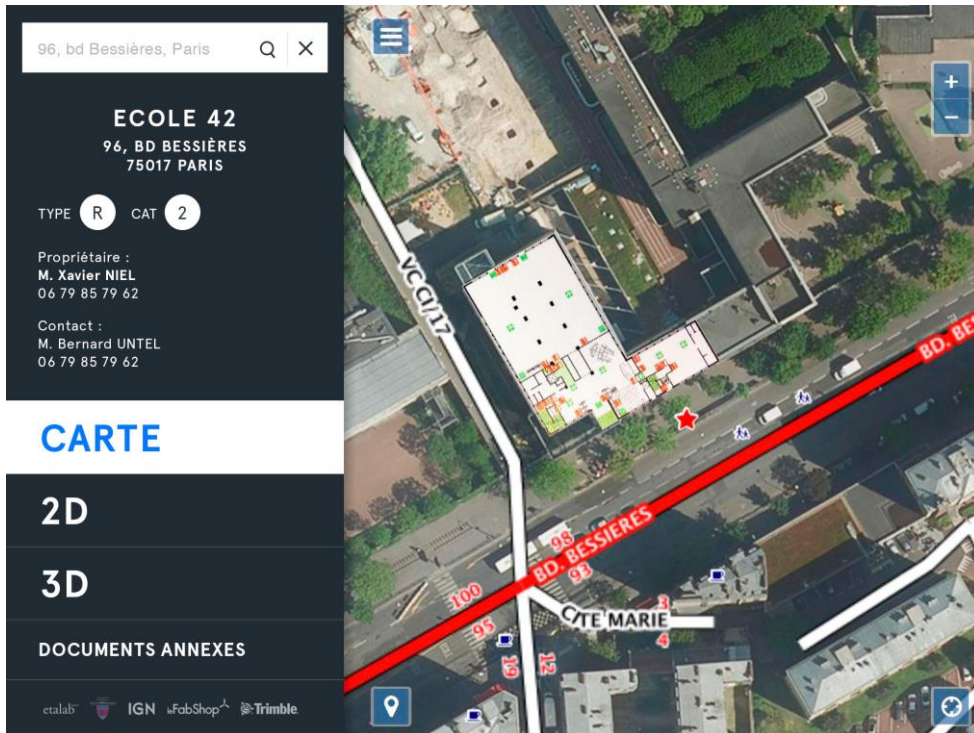 96, bd Bessières, Paris
ECOLE 42
96, BD BESSIÈRES
75017 PARIS
TYPE R CAT 2
Propriétaire :
M. Xavier NIEL
06 79 85 79 62
Contact :
M. Bernard UNTEL
06 79 85 79 62
CARTE
2D
3D
DOCUMENTS ANNEXES
etalab IGN leFabShop Trimble.
VC CI/17
BD. BES
BD. BESSIERES
98
93
100
95
CITE MARIE
3
4
19
12